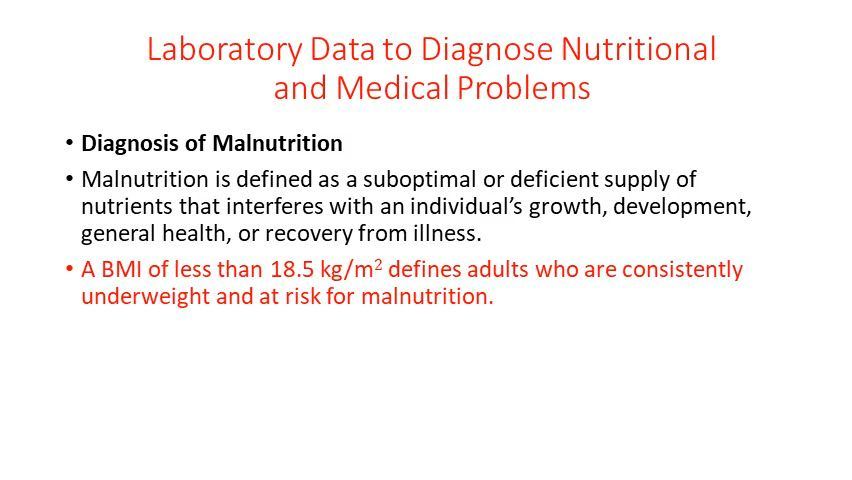 Laboratory Data to Diagnose Nutritional
and Medical Problems
• Diagnosis of Malnutrition
• Malnutrition is defined as a suboptimal or deficient supply of
nutrients that interferes with an individual’s growth, development,
general health, or recovery from illness.
• A BMI of less than 18.5 kg/m² defines adults who are consistently
underweight and at risk for malnutrition.